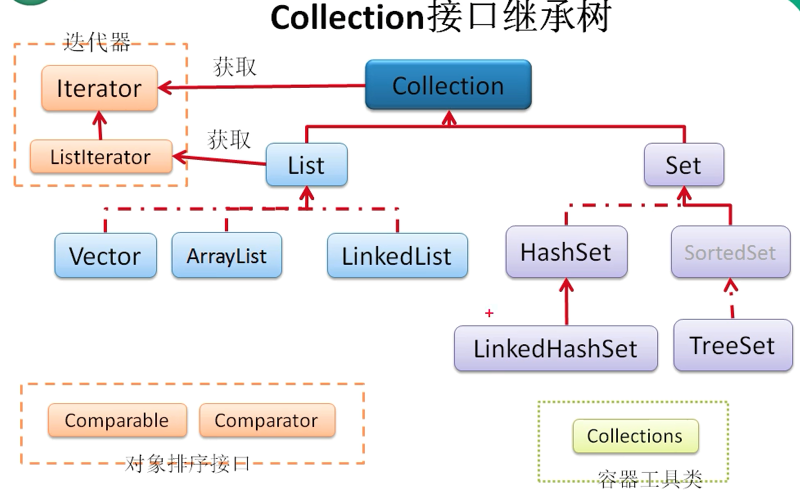 Collection接口继承树
迭代器
Iterator
获取
Collection
ListIterator
获取
List
Set
Vector
ArrayList
LinkedList
HashSet
SortedSet
+
LinkedHashSet
TreeSet
Comparable
Comparator
对象排序接口
Collections
容器工具类